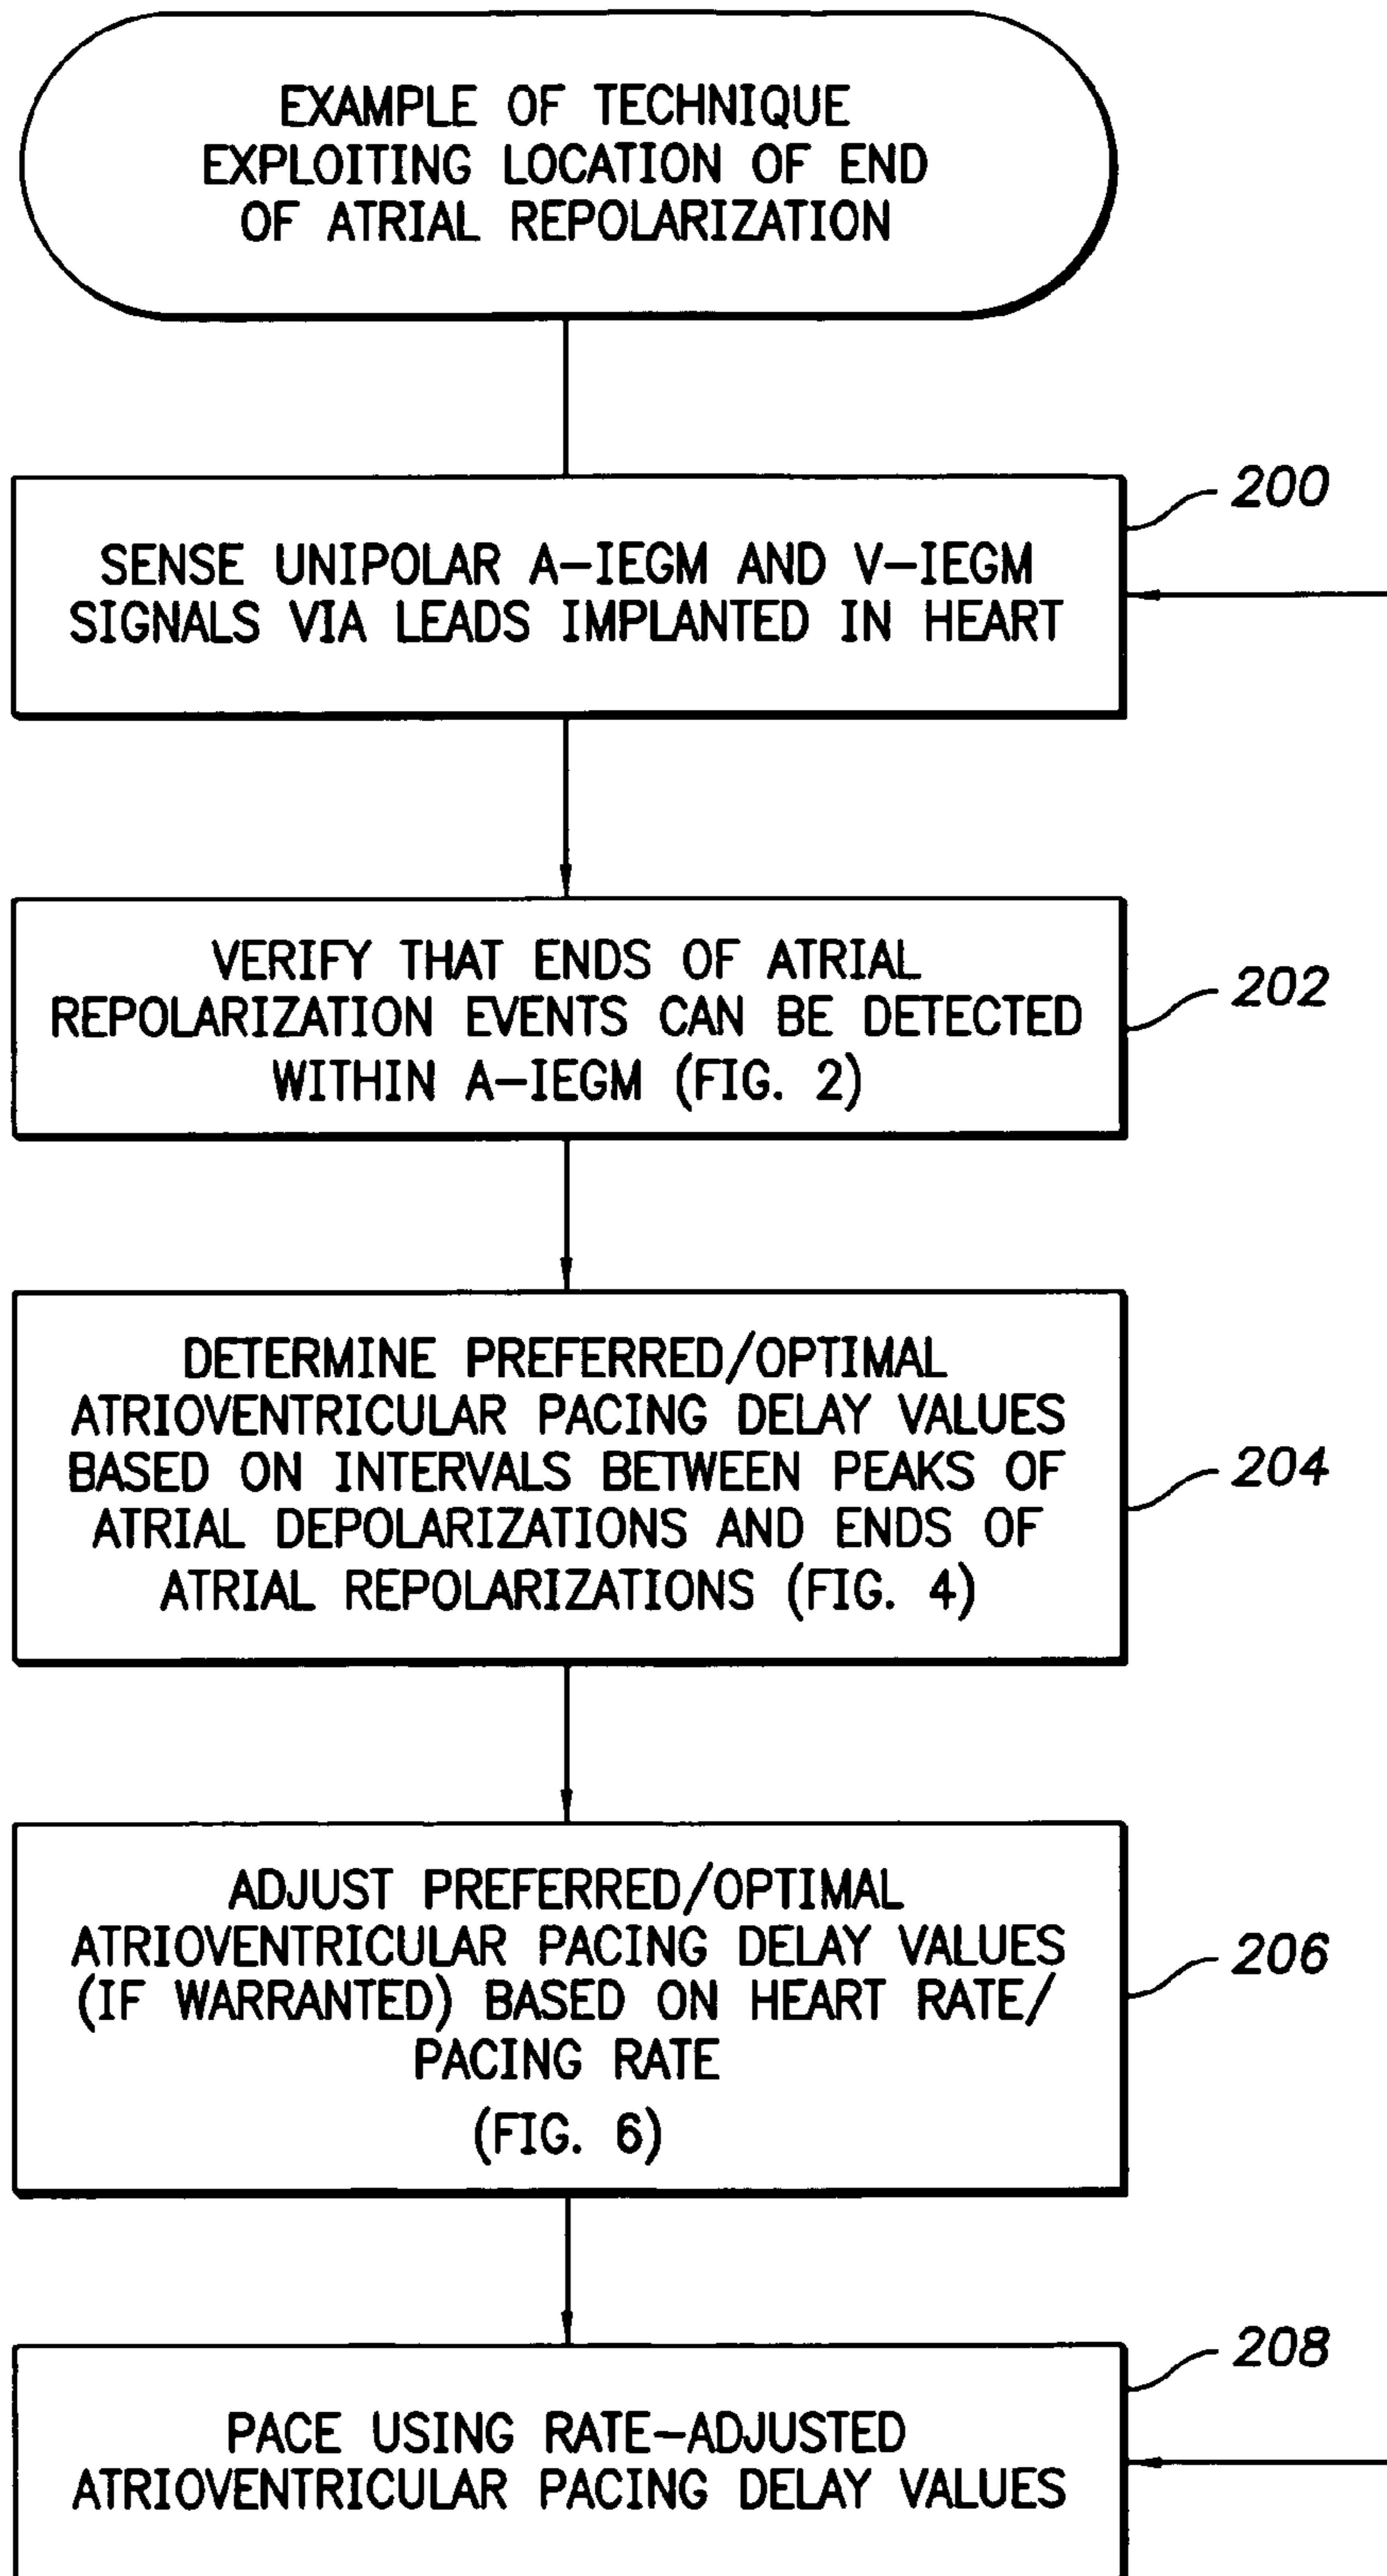 EXAMPLE OF TECHNIQUE
EXPLOITING LOCATION OF END
OF ATRIAL REPOLARIZATION
200
SENSE UNIPOLAR A-IEGM AND V-IEGM
SIGNALS VIA LEADS IMPLANTED IN HEART
202
VERIFY THAT ENDS OF ATRIAL
REPOLARIZATION EVENTS CAN BE DETECTED
WITHIN A-IEGM (FIG. 2)
204
DETERMINE PREFERRED/OPTIMAL
ATRIOVENTRICULAR PACING DELAY VALUES
BASED ON INTERVALS BETWEEN PEAKS OF
ATRIAL DEPOLARIZATIONS AND ENDS OF
ATRIAL REPOLARIZATIONS (FIG. 4)
206
ADJUST PREFERRED/OPTIMAL
ATRIOVENTRICULAR PACING DELAY VALUES
(IF WARRANTED) BASED ON HEART RATE/
PACING RATE
(FIG. 6)
208
PACE USING RATE-ADJUSTED
ATRIOVENTRICULAR PACING DELAY VALUES